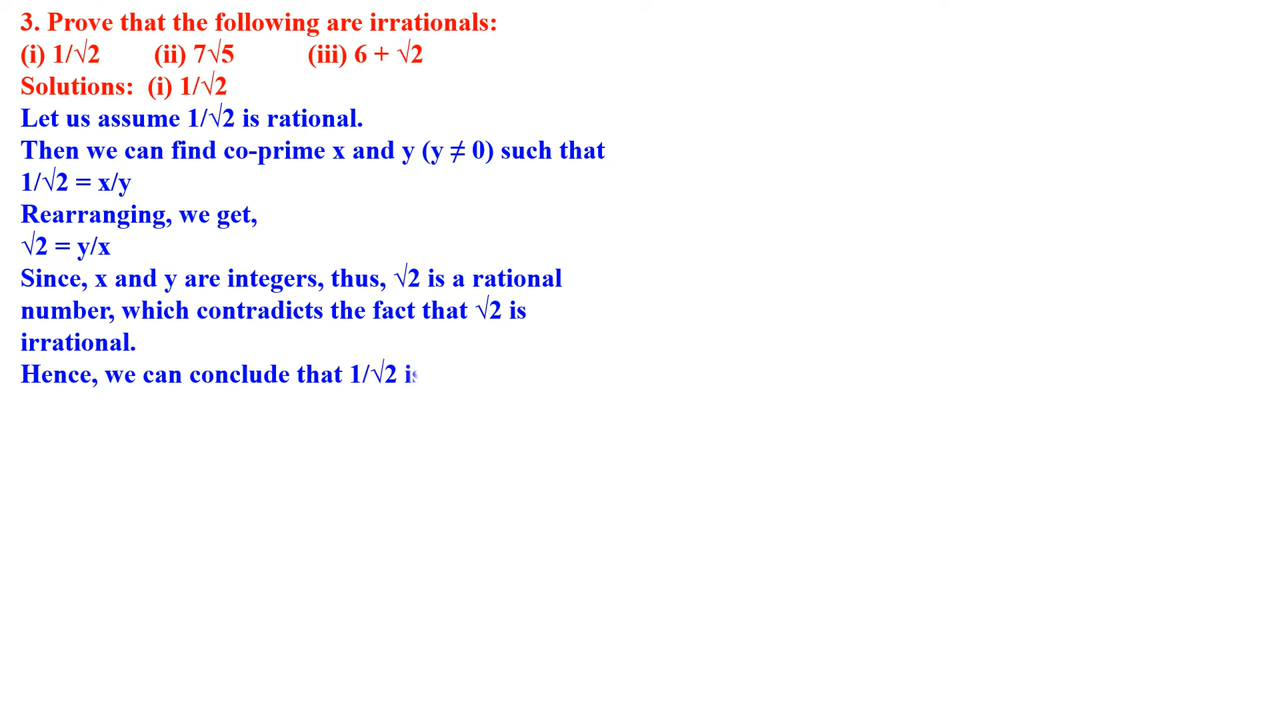 3. Prove that the following are irrationals:
(i) 1/√2 (ii) 7√5 (iii) 6 + √2
Solutions: (i) 1/√2
Let us assume 1/√2 is rational.
Then we can find co-prime x and y (y ≠ 0) such that
1/√2 = x/y
Rearranging, we get,
√2 = y/x
Since, x and y are integers, thus, √2 is a rational
number, which contradicts the fact that √2 is
irrational.
Hence, we can conclude that 1/√2 is